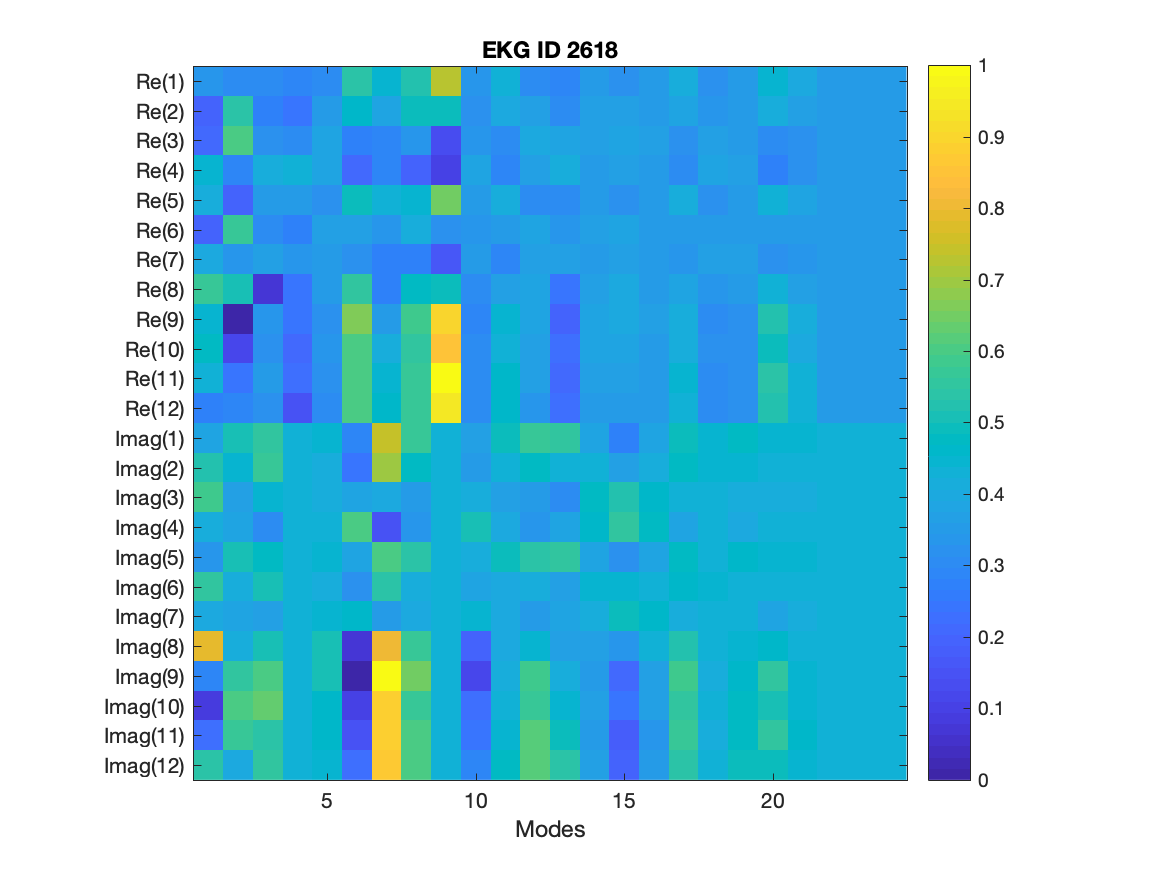 EKG ID 2618
Re(1)
Re(2)
Re(3)
Re(4)
Re(5)
Re(6)
Re(7)
Re(8)
Re(9)
Re(10)
Re(11)
Re(12)
Imag(1)
Imag(2)
Imag(3)
Imag(4)
Imag(5)
Imag(6)
Imag(7)
Imag(8)
Imag(9)
Imag(10)
Imag(11)
Imag(12)
5 10 15 20
Modes
1
0.9
0.8
0.7
0.6
0.5
0.4
0.3
0.2
0.1
0